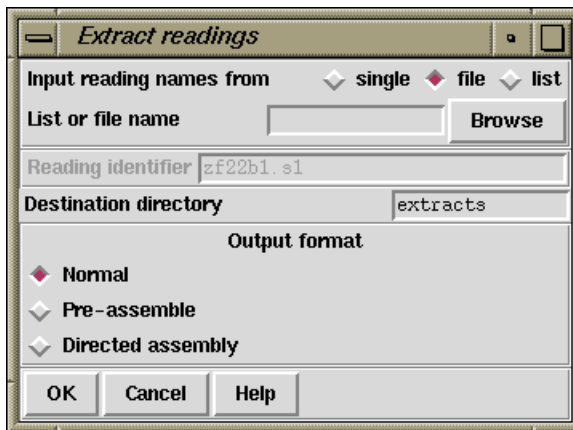 Extract readings
Input reading names from single file list
List or file name Browse
Reading identifier zf22b1.s1
Destination directory extracts
Output format
Normal
Pre-assemble
Directed assembly
OK Cancel Help